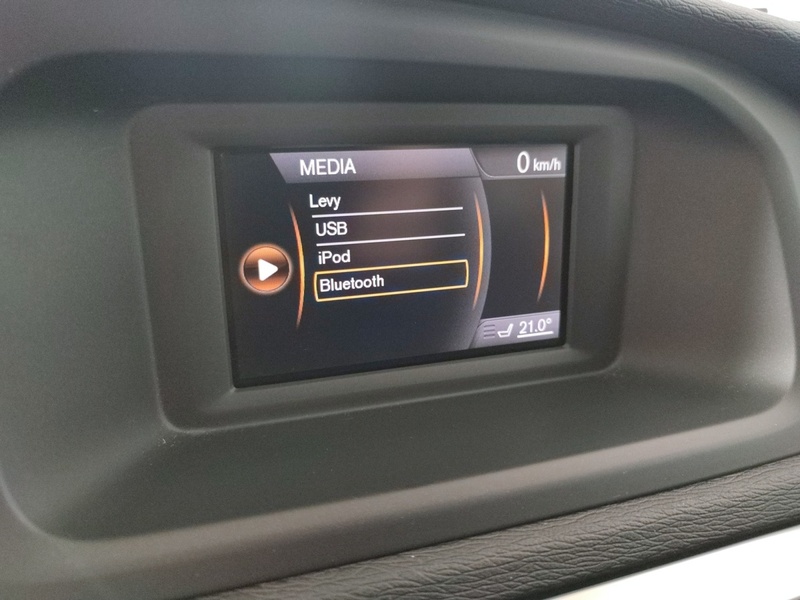 MEDIA
0 km/h
Levy
USB
iPod
Bluetooth
21.0°